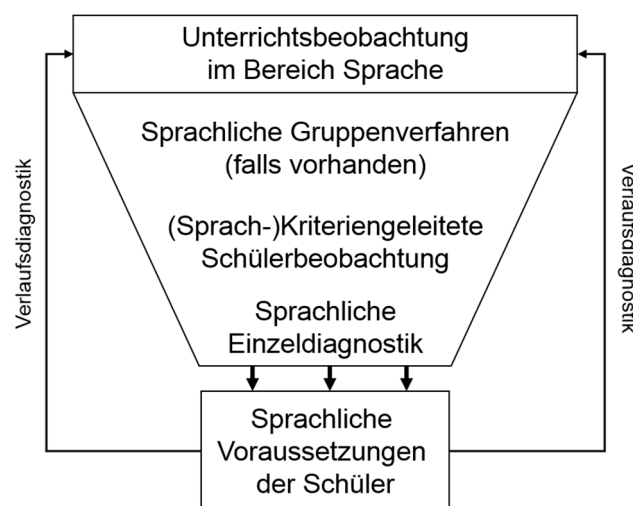 Unterrichtsbeobachtung
im Bereich Sprache
Sprachliche Gruppenverfahren
(falls vorhanden)
(Sprach-)Kriteriengeleitete
Schülerbeobachtung
Sprachliche
Einzeldiagnostik
Sprachliche
Voraussetzungen
der Schüler
Verlaufsdiagnostik
Verlaufsdiagnostik